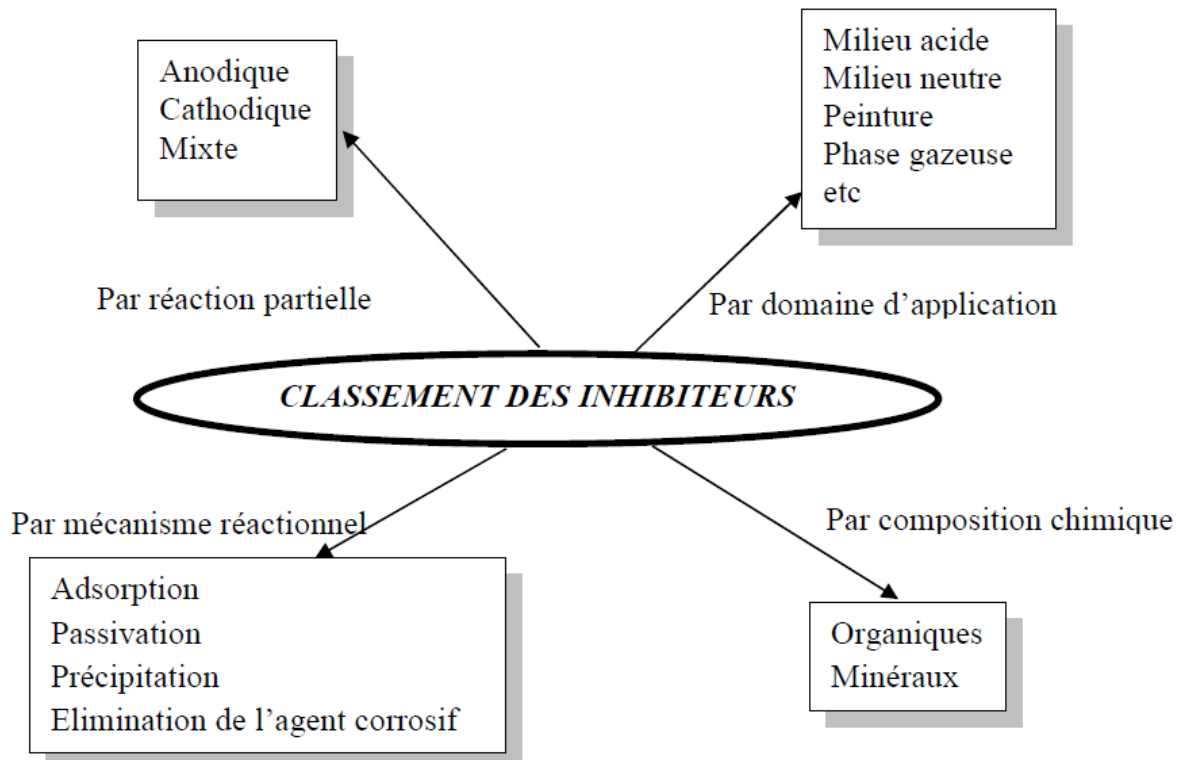 Anodique
Cathodique
Mixte
Milieu acide
Milieu neutre
Peinture
Phase gazeuse
etc
Par réaction partielle
Par domaine d’application
CLASSEMENT DES INHIBITEURS
Par mécanisme réactionnel
Par composition chimique
Adsorption
Passivation
Précipitation
Elimination de l’agent corrosif
Organiques
Minéraux